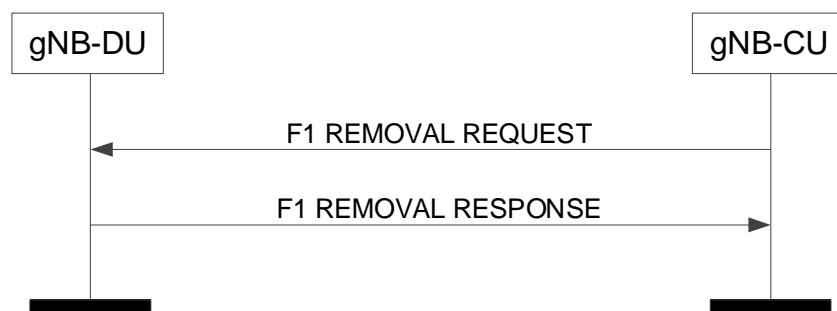 gNB-DU
gNB-CU
F1 REMOVAL REQUEST
F1 REMOVAL RESPONSE